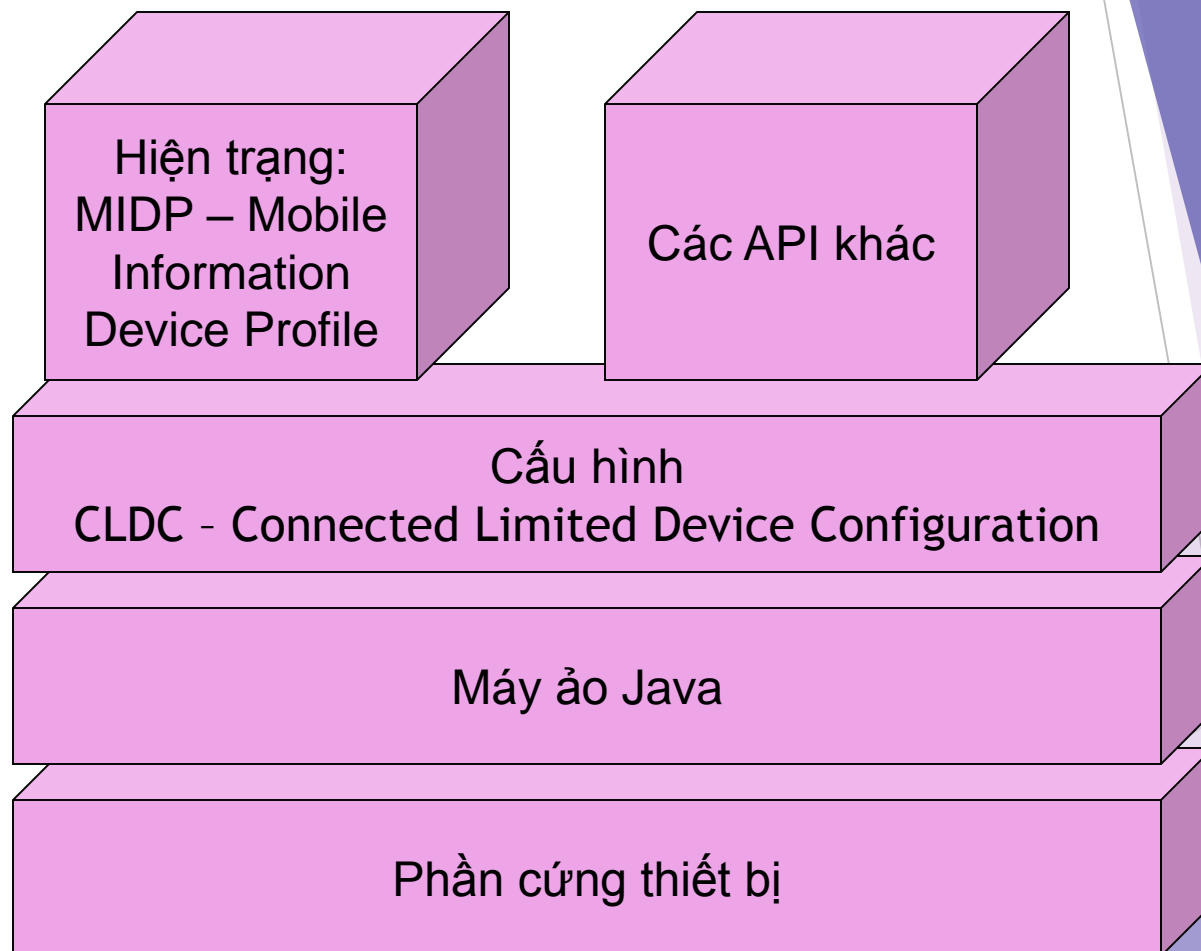 Hiện trạng:
MIDP – Mobile
Information
Device Profile
Các API khác
Cấu hình
CLDC – Connected Limited Device Configuration
Máy ảo Java
Phần cứng thiết bị